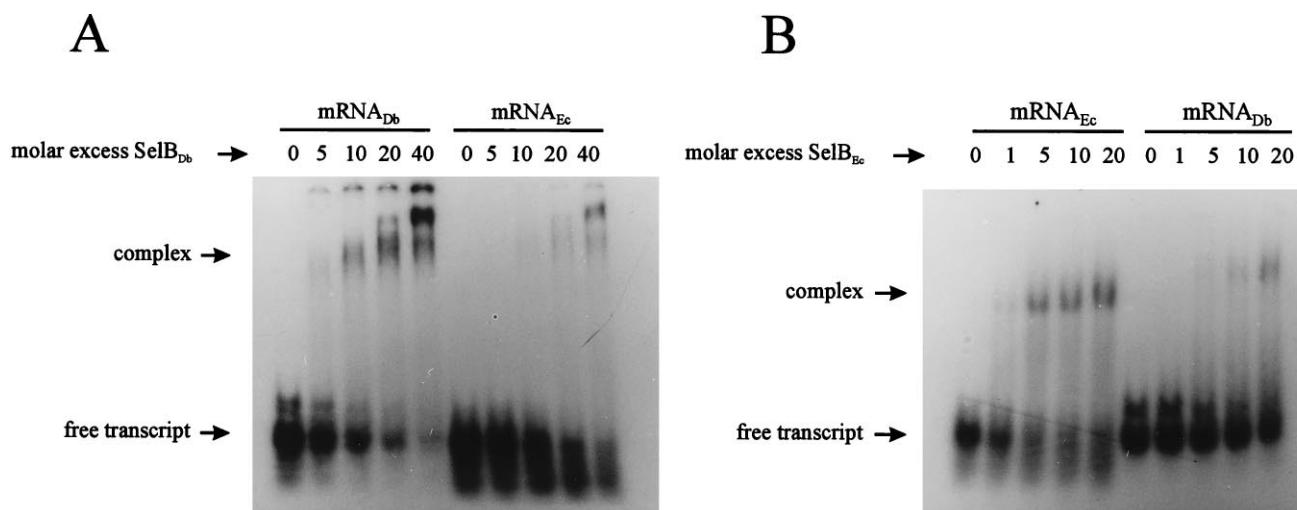 A
mRNA_Db mRNA_Ec
molar excess SelB_Db → 0 5 10 20 40 0 5 10 20 40
complex →
free transcript →
B
mRNA_Ec mRNA_Db
molar excess SelB_Ec → 0 1 5 10 20 0 1 5 10 20
complex →
free transcript →